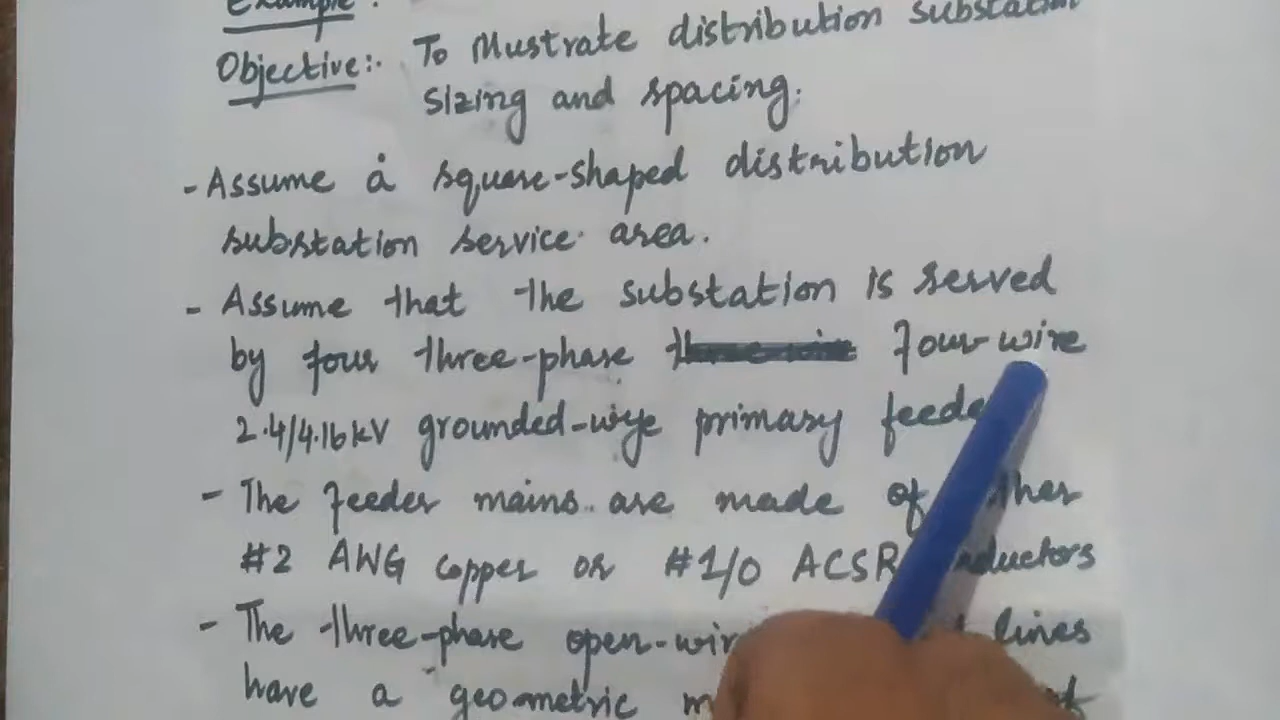 Example :
Objective:- To illustrate distribution substation
sizing and spacing.
- Assume a square-shaped distribution
substation service area.
- Assume that the substation is served
by four three-phase four-wire
2.4/4.16kV grounded-wye primary
- The feeder mains are made of
#2 AWG copper or #1/0 ACSR
- The three-phase lines
have a geometric